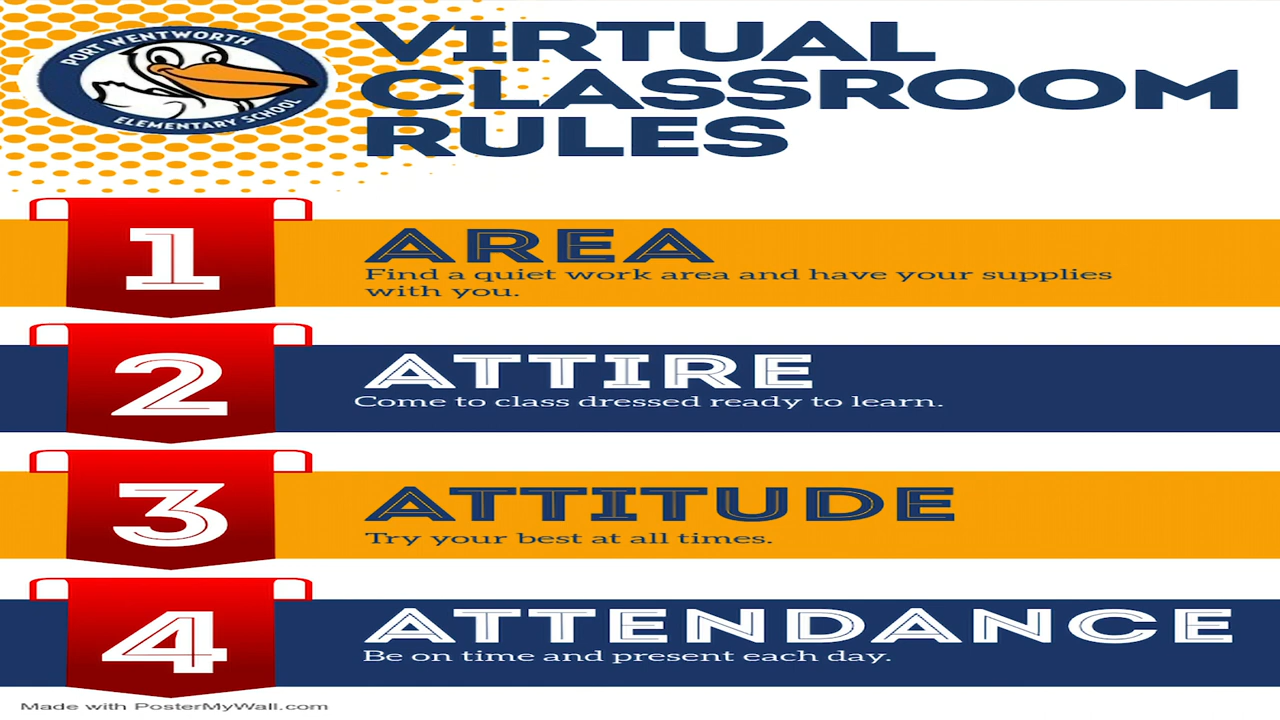 PORT WENTWORTH
ELEMENTARY SCHOOL
VIRTUAL
CLASSROOM
RULES
1
AREA
Find a quiet work area and have your supplies
with you.
2
ATTIRE
Come to class dressed ready to learn.
3
ATTITUDE
Try your best at all times.
4
ATTENDANCE
Be on time and present each day.
Made with PosterMyWall.com